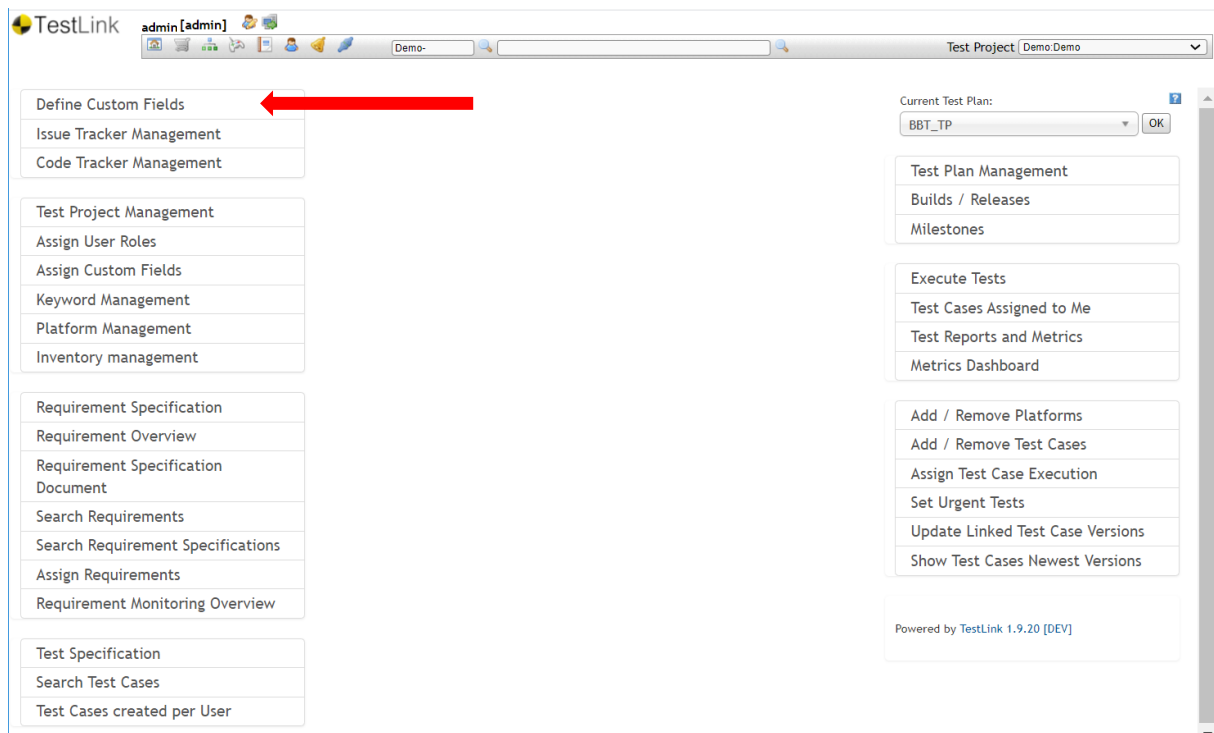 TestLink admin [admin]
Demo- Test Project Demo:Demo
Define Custom Fields
Issue Tracker Management
Code Tracker Management
Test Project Management
Assign User Roles
Assign Custom Fields
Keyword Management
Platform Management
Inventory management
Requirement Specification
Requirement Overview
Requirement Specification
Document
Search Requirements
Search Requirement Specifications
Assign Requirements
Requirement Monitoring Overview
Test Specification
Search Test Cases
Test Cases created per User
Current Test Plan:
?
BBT_TP OK
Test Plan Management
Builds / Releases
Milestones
Execute Tests
Test Cases Assigned to Me
Test Reports and Metrics
Metrics Dashboard
Add / Remove Platforms
Add / Remove Test Cases
Assign Test Case Execution
Set Urgent Tests
Update Linked Test Case Versions
Show Test Cases Newest Versions
Powered by TestLink 1.9.20 [DEV]